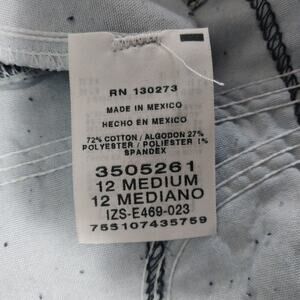 RN 130273
MADE IN MEXICO
HECHO EN MEXICO
72% COTTON / ALGODON 27%
POLYESTER / POLIESTER 1%
SPANDEX
3505261
12 MEDIUM
12 MEDIANO
IZS-E469-023
755107435759